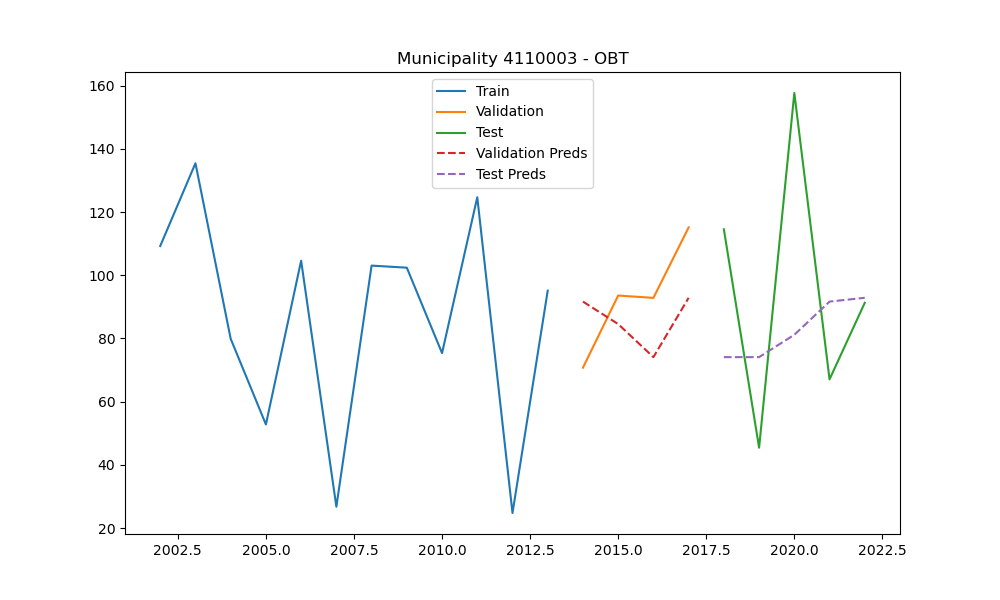 Municipality 4110003 - OBT
Train
Validation
Test
Validation Preds
Test Preds
160
140
120
100
80
60
40
20
2002.5 2005.0 2007.5 2010.0 2012.5 2015.0 2017.5 2020.0 2022.5